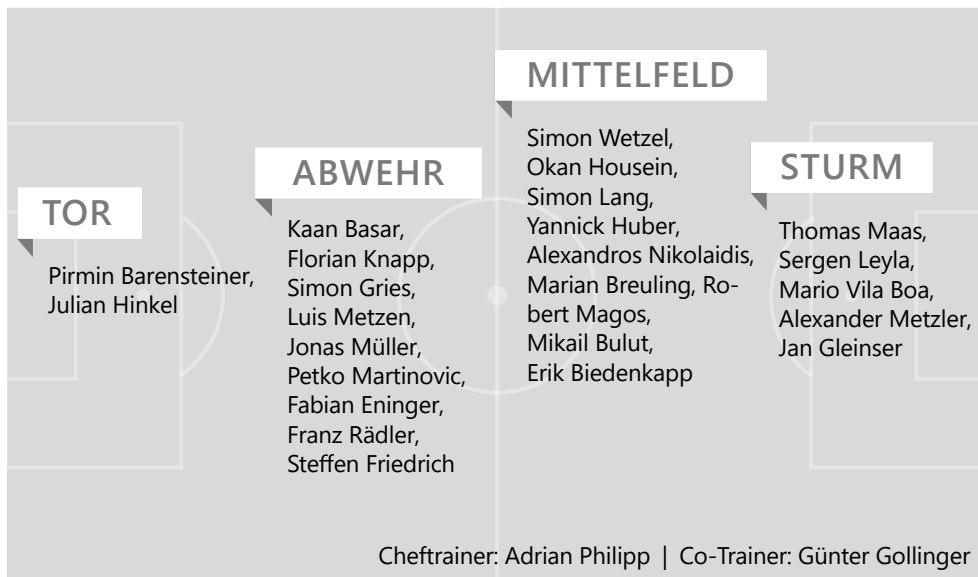 TOR
Pirmin Barensteiner,
Julian Hinkel
ABWEHR
Kaan Basar,
Florian Knapp,
Simon Gries,
Luis Metzen,
Jonas Müller,
Petko Martinovic,
Fabian Eninger,
Franz Rädler,
Steffen Friedrich
MITTELFELD
Simon Wetzel,
Okan Housein,
Simon Lang,
Yannick Huber,
Alexandros Nikolaidis,
Marian Breuling, Ro-
bert Magos,
Mikail Bulut,
Erik Biedenkapp
STURM
Thomas Maas,
Sergen Leyla,
Mario Vila Boa,
Alexander Metzler,
Jan Gleinser
Cheftrainer: Adrian Philipp | Co-Trainer: Günter Gollinger